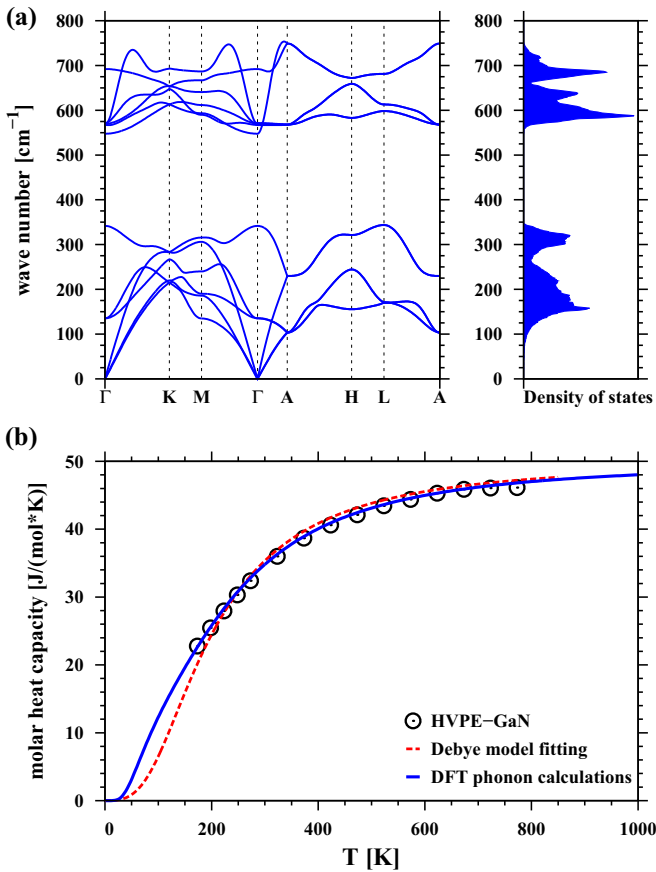 (a)
wave number [cm⁻¹]
800
700
600
500
400
300
200
100
0
Γ K M Γ A H L A
800
700
600
500
400
300
200
100
0
Density of states
(b)
molar heat capacity [J/(mol*K)]
50
40
30
20
10
0
HVPE−GaN
Debye model fitting
DFT phonon calculations
0 200 400 600 800 1000
T [K]